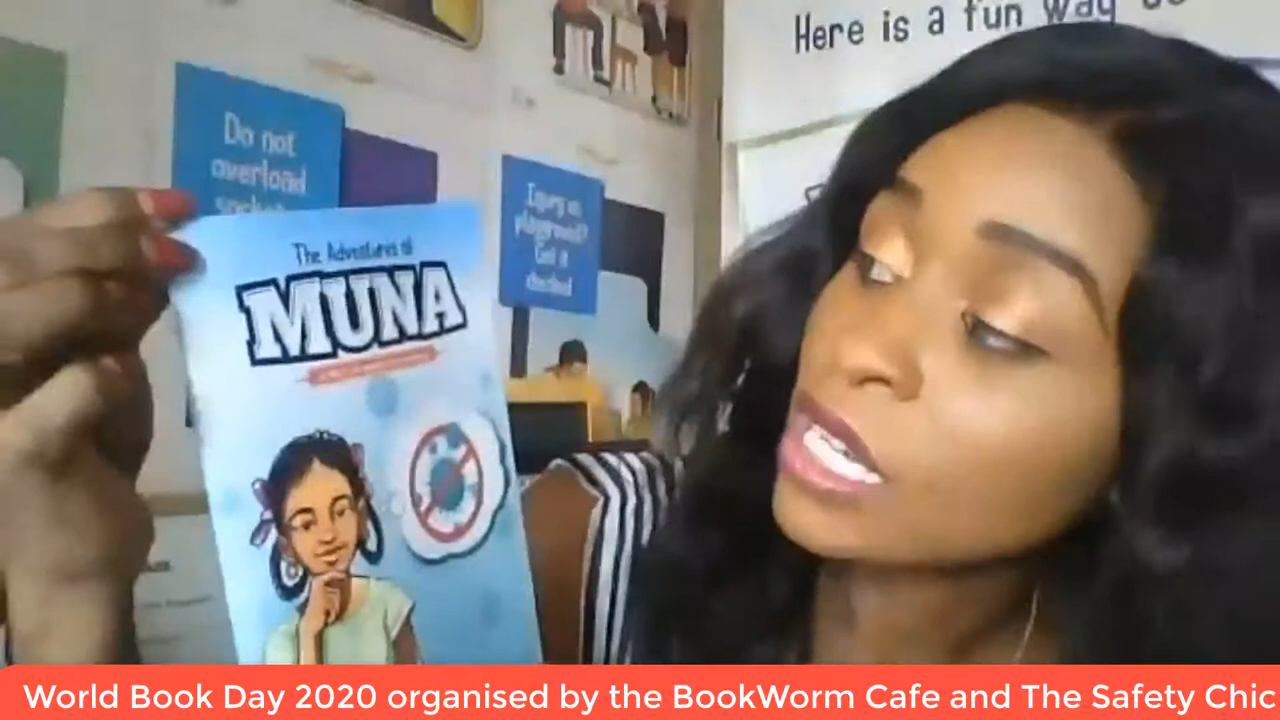 Here is a fun way
Do not
overload
The Adventures of
MUNA
Injury on
playground?
Get it
checked
World Book Day 2020 organised by the BookWorm Cafe and The Safety Chic